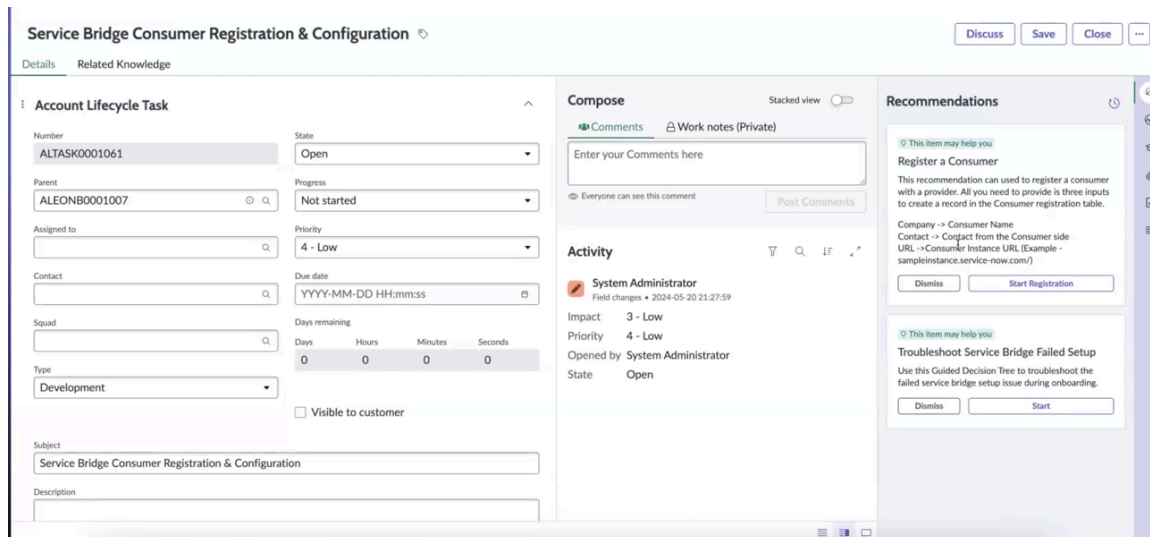 Service Bridge Consumer Registration & Configuration
Discuss
Save
Close
Details
Related Knowledge
Account Lifecycle Task
Number
ALTASK0001061
State
Open
Parent
ALEONB0001007
Progress
Not started
Assigned to
Priority
4 - Low
Contact
Due date
YYYY-MM-DD HH:mm:ss
Squad
Days remaining
Days
Hours
Minutes
Seconds
0
0
0
0
Type
Development
Visible to customer
Subject
Service Bridge Consumer Registration & Configuration
Description
Compose
Stacked view
Comments
Work notes (Private)
Enter your Comments here
Everyone can see this comment
Post Comments
Activity
System Administrator
Field changes • 2024-05-20 21:27:59
Impact 3 - Low
Priority 4 - Low
Opened by System Administrator
State Open
Recommendations
This item may help you
Register a Consumer
This recommendation can used to register a consumer
with a provider. All you need to provide is three inputs
to create a record in the Consumer registration table.
Company -> Consumer Name
Contact -> Contact from the Consumer side
URL ->Consumer Instance URL (Example -
sampleinstance.service-now.com/)
Dismiss
Start Registration
This item may help you
Troubleshoot Service Bridge Failed Setup
Use this Guided Decision Tree to troubleshoot the
failed service bridge setup issue during onboarding.
Dismiss
Start